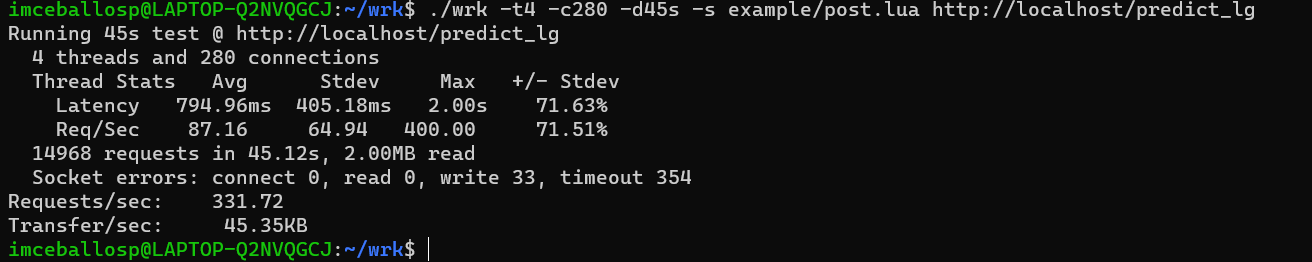 imceballosp@LAPTOP-Q2NVQGCJ:~/wrk$ ./wrk -t4 -c280 -d45s -s example/post.lua http://localhost/predict_lg
Running 45s test @ http://localhost/predict_lg
  4 threads and 280 connections
  Thread Stats   Avg      Stdev     Max   +/- Stdev
    Latency   794.96ms  405.18ms   2.00s    71.63%
    Req/Sec    87.16     64.94   400.00     71.51%
  14968 requests in 45.12s, 2.00MB read
  Socket errors: connect 0, read 0, write 33, timeout 354
Requests/sec:    331.72
Transfer/sec:     45.35KB
imceballosp@LAPTOP-Q2NVQGCJ:~/wrk$